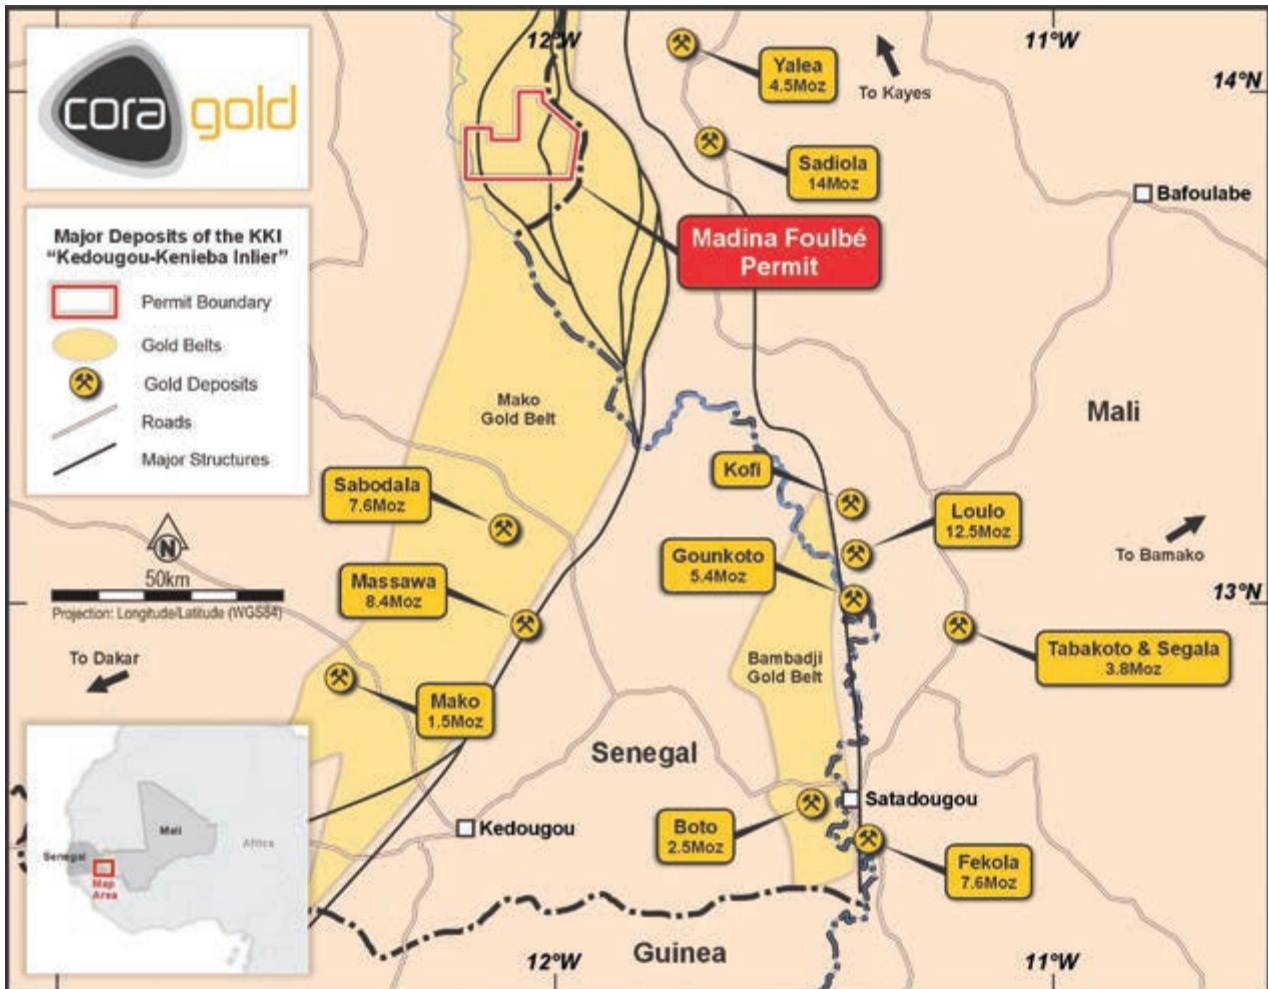 cora gold
12°W
11°W
14°N
Yalea
4.5Moz
To Kayes
Sadiola
14Moz
Bafoulabe
Madina Foulbé
Permit
Major Deposits of the KKI
“Kedougou-Kenieba Inlier”
Permit Boundary
Gold Belts
Gold Deposits
Roads
Major Structures
Mako
Gold Belt
Mali
Kofi
Sabodala
7.6Moz
Loulo
12.5Moz
N
50km
Projection: Longitude/Latitude (WGS84)
Gounkoto
5.4Moz
To Bamako
Massawa
8.4Moz
13°N
To Dakar
Bambadji
Gold Belt
Tabakoto & Segala
3.8Moz
Mako
1.5Moz
Senegal
Satadougou
Kedougou
Boto
2.5Moz
Fekola
7.6Moz
Mali
Africa
Senegal
Map
Area
Guinea
12°W
11°W